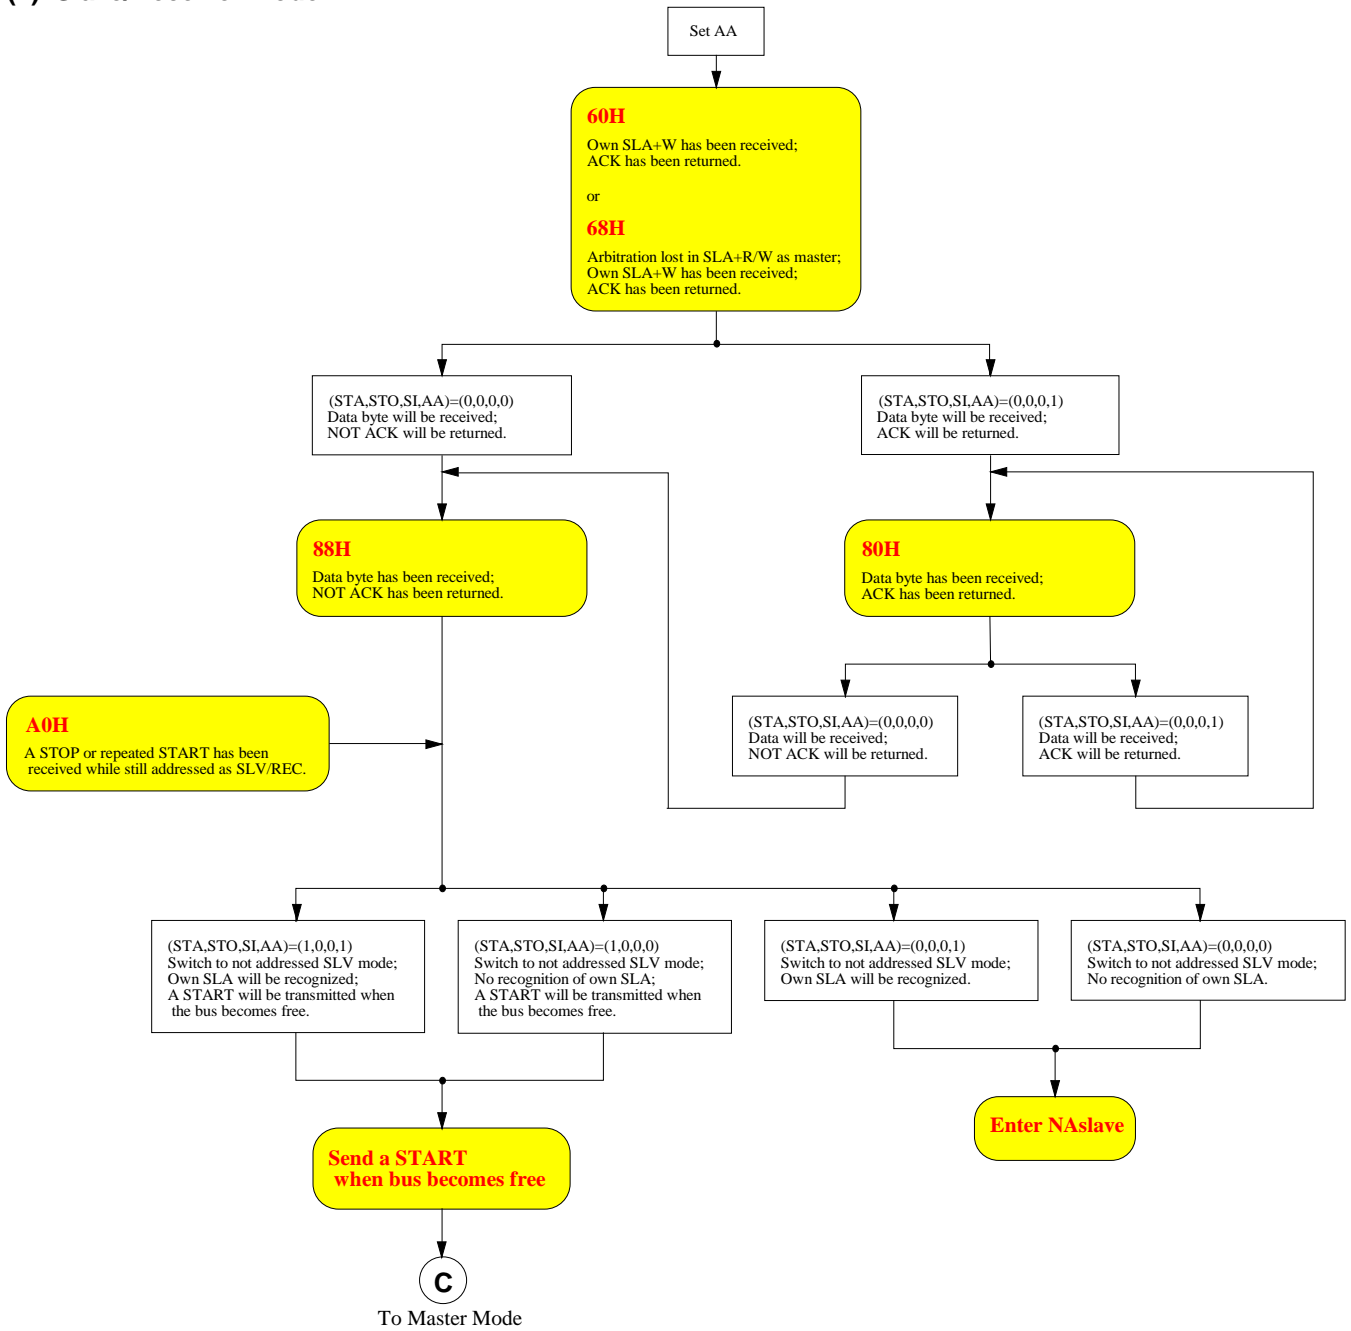 Set AA
60H
Own SLA+W has been received;
ACK has been returned.
or
68H
Arbitration lost in SLA+R/W as master;
Own SLA+W has been received;
ACK has been returned.
(STA,STO,SI,AA)=(0,0,0,0)
Data byte will be received;
NOT ACK will be returned.
(STA,STO,SI,AA)=(0,0,0,1)
Data byte will be received;
ACK will be returned.
88H
Data byte has been received;
NOT ACK has been returned.
80H
Data byte has been received;
ACK has been returned.
A0H
A STOP or repeated START has been
received while still addressed as SLV/REC.
(STA,STO,SI,AA)=(0,0,0,0)
Data will be received;
NOT ACK will be returned.
(STA,STO,SI,AA)=(0,0,0,1)
Data will be received;
ACK will be returned.
(STA,STO,SI,AA)=(1,0,0,1)
Switch to not addressed SLV mode;
Own SLA will be recognized;
A START will be transmitted when
the bus becomes free.
(STA,STO,SI,AA)=(1,0,0,0)
Switch to not addressed SLV mode;
No recognition of own SLA;
A START will be transmitted when
the bus becomes free.
(STA,STO,SI,AA)=(0,0,0,1)
Switch to not addressed SLV mode;
Own SLA will be recognized.
(STA,STO,SI,AA)=(0,0,0,0)
Switch to not addressed SLV mode;
No recognition of own SLA.
Send a START
when bus becomes free
Enter NAslave
C
To Master Mode